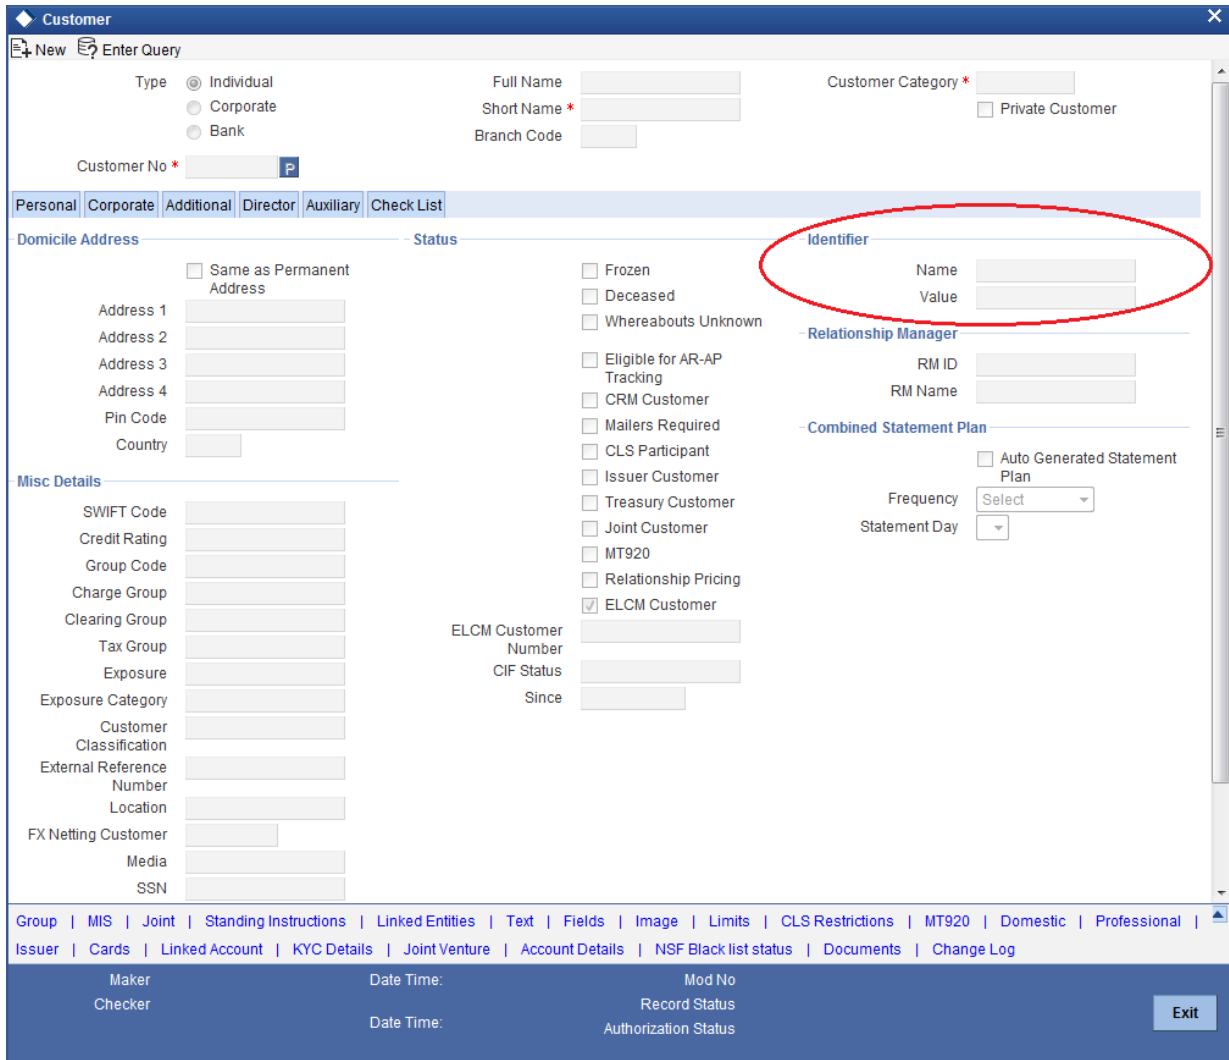 Customer
New Enter Query
Type Individual
Corporate
Bank
Customer No *
P
Full Name
Short Name *
Branch Code
Customer Category *
Private Customer
Personal Corporate Additional Director Auxiliary Check List
Domicile Address
Same as Permanent
Address
Address 1
Address 2
Address 3
Address 4
Pin Code
Country
Misc Details
SWIFT Code
Credit Rating
Group Code
Charge Group
Clearing Group
Tax Group
Exposure
Exposure Category
Customer
Classification
External Reference
Number
Location
FX Netting Customer
Media
SSN
Status
Frozen
Deceased
Whereabouts Unknown
Eligible for AR-AP
Tracking
CRM Customer
Mailers Required
CLS Participant
Issuer Customer
Treasury Customer
Joint Customer
MT920
Relationship Pricing
ELCM Customer
ELCM Customer
Number
CIF Status
Since
Identifier
Name
Value
Relationship Manager
RM ID
RM Name
Combined Statement Plan
Auto Generated Statement
Plan
Frequency Select
Statement Day
Group | MIS | Joint | Standing Instructions | Linked Entities | Text | Fields | Image | Limits | CLS Restrictions | MT920 | Domestic | Professional |
Issuer | Cards | Linked Account | KYC Details | Joint Venture | Account Details | NSF Black list status | Documents | Change Log
Maker Date Time: Mod No
Checker Record Status
Date Time: Authorization Status
Exit